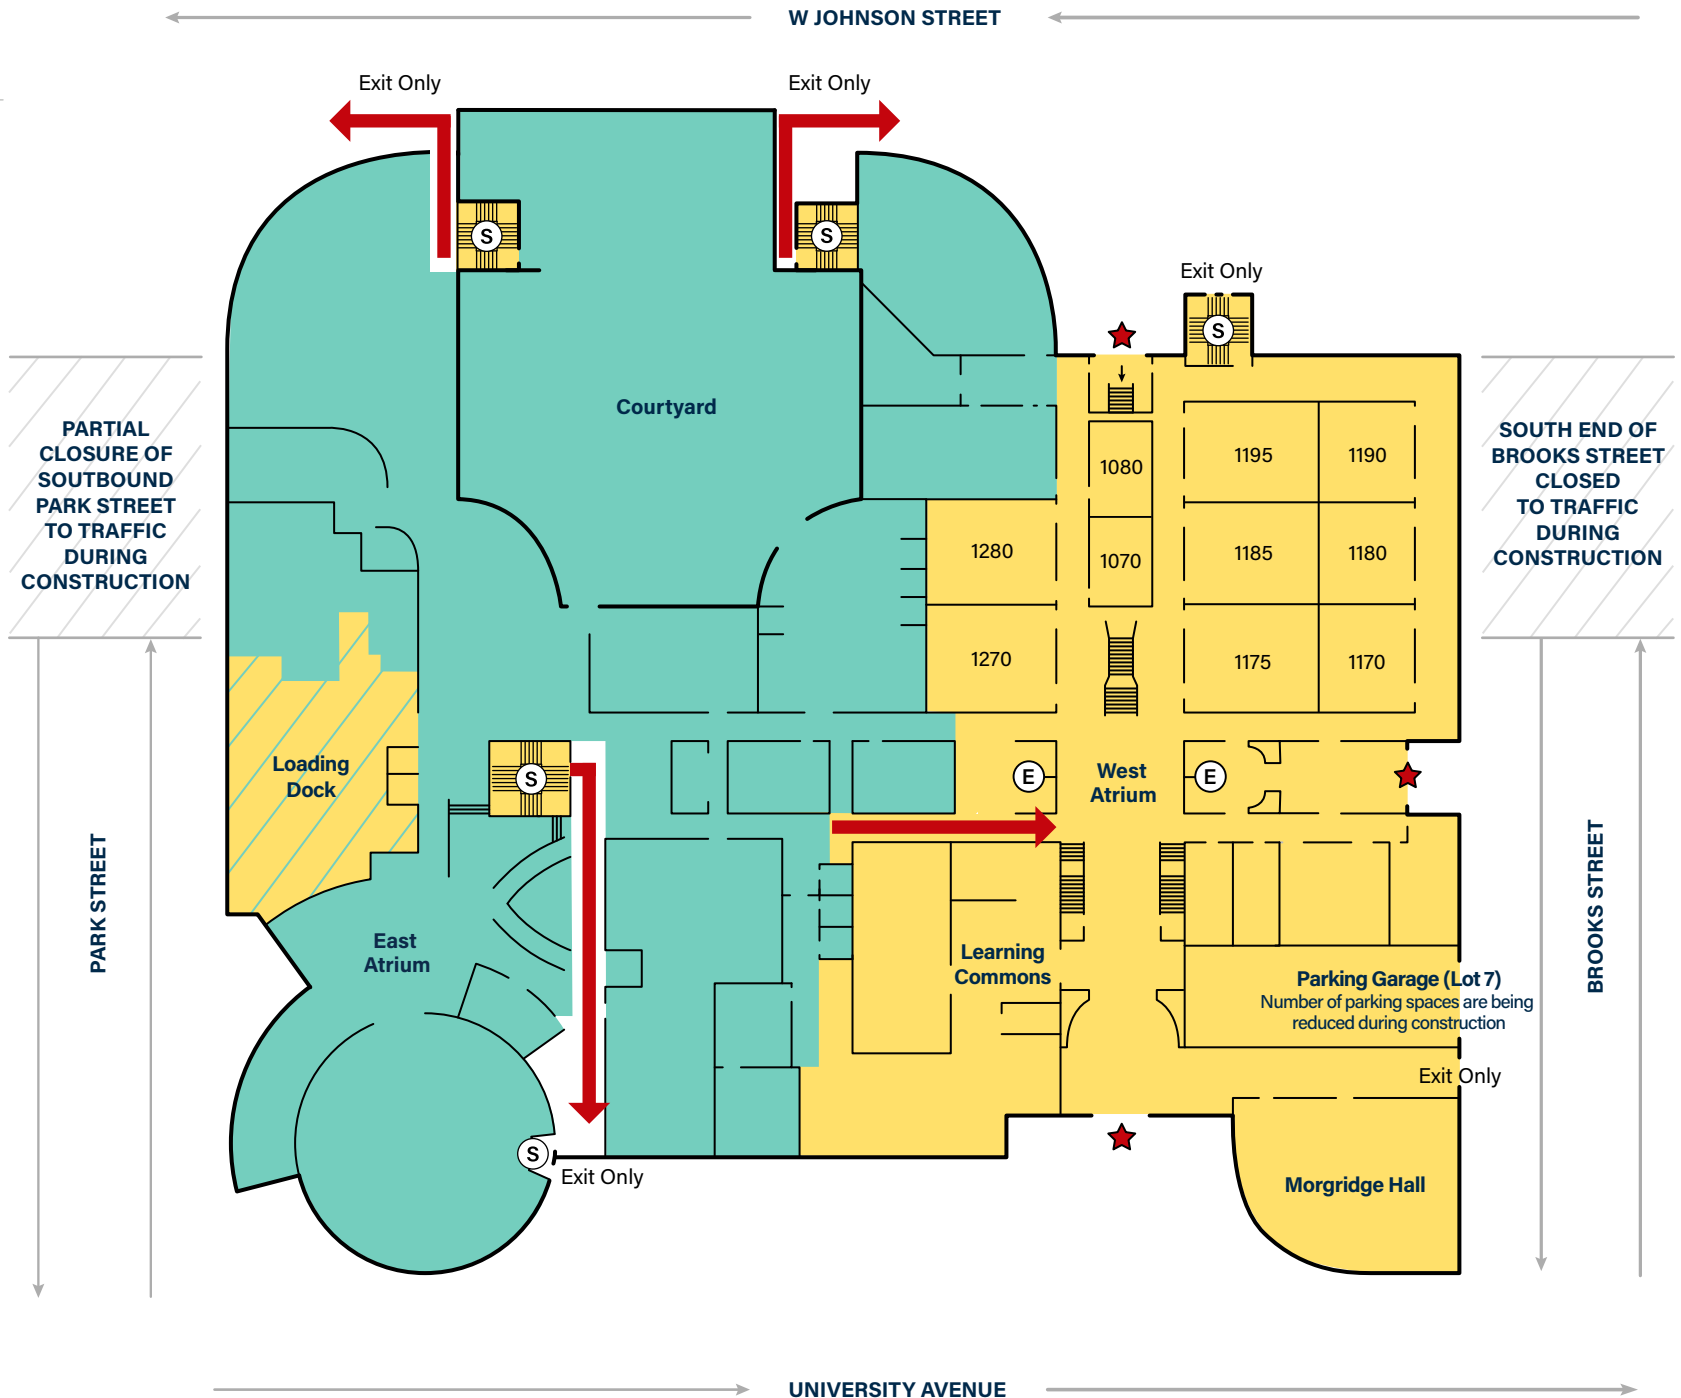 W JOHNSON STREET
Exit Only
Exit Only
S
S
Exit Only
S
PARTIAL
CLOSURE OF
SOUTBOUND
PARK STREET
TO TRAFFIC
DURING
CONSTRUCTION
Courtyard
1080
1195
1190
SOUTH END OF
BROOKS STREET
CLOSED
TO TRAFFIC
DURING
CONSTRUCTION
1280
1070
1185
1180
1270
1175
1170
Loading
Dock
S
E
West
Atrium
E
PARK STREET
East
Atrium
Learning
Commons
Parking Garage (Lot 7)
Number of parking spaces are being
reduced during construction
BROOKS STREET
Exit Only
S
Exit Only
Morgridge Hall
UNIVERSITY AVENUE